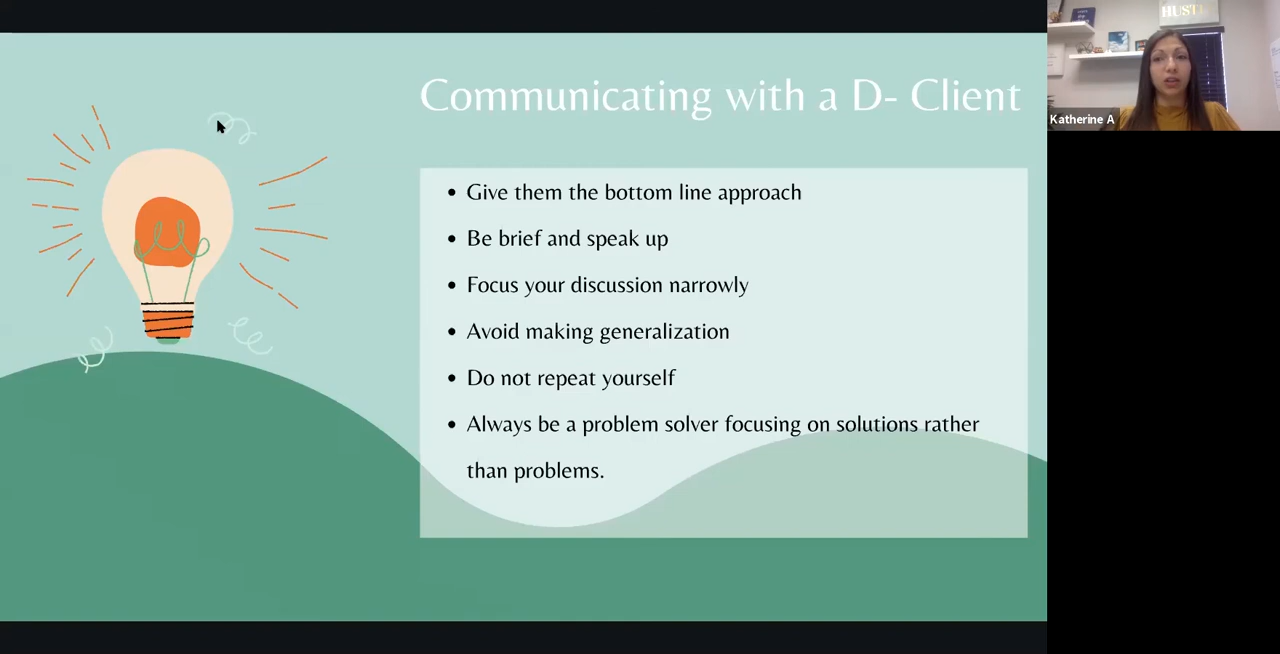 Communicating with a D- Client
• Give them the bottom line approach
• Be brief and speak up
• Focus your discussion narrowly
• Avoid making generalization
• Do not repeat yourself
• Always be a problem solver focusing on solutions rather
than problems.
Katherine A